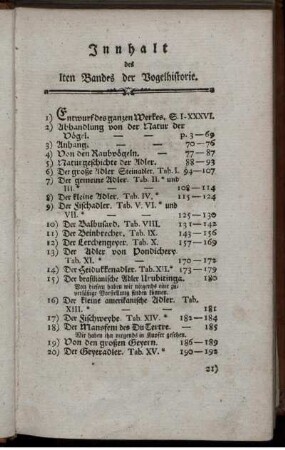 Innhalt
des
Iten Bandes der Vogelhistorie.
1) Entwurf des ganzen Werkes, S. I-XXXVI.
2) Abhandlung von der Natur der
Vögel. — — p. 3—69
3) Anhang. — — 70—76
4) Von den Raubvögeln. — 77—87
5) Naturgeschichte der Adler. 88—93
6) Der große Adler Steinadler. Tab. I. 94—107
7) Der gemeine Adler. Tab. II. * und
III. * — — 108—114
8) Der kleine Adler. Tab. IV. * 115—124
9) Der Fischadler. Tab. V. VI. * und
VII. * — — 125—130
10) Der Balbusard. Tab. VIII. 131—142
11) Der Beinbrecher, Tab. IX. 143—156
12) Der Lerchengeyer. Tab. X. 157—169
13) Der Adler von Pondichery.
Tab. XI. * — — 170—172
14) Der Heiduckenadler. Tab. XII. * 173—179
15) Der brasilianische Adler Urubitinga. 180
Von diesem haben wir nirgends eine zu-
verläßige Vorstellung finden können.
16) Der kleine amerikanische Adler. Tab.
XIII. * — — 181
17) Der Fischweyhe. Tab. XIV. * 182—184
18) Der Mansfeni des Du Tertre. — 185
Wir haben ihn nirgends in Kupfer gesehen.
19) Von den großen Geyern. 186—189
20) Der Geyeradler. Tab. XV. * 190—192
21)